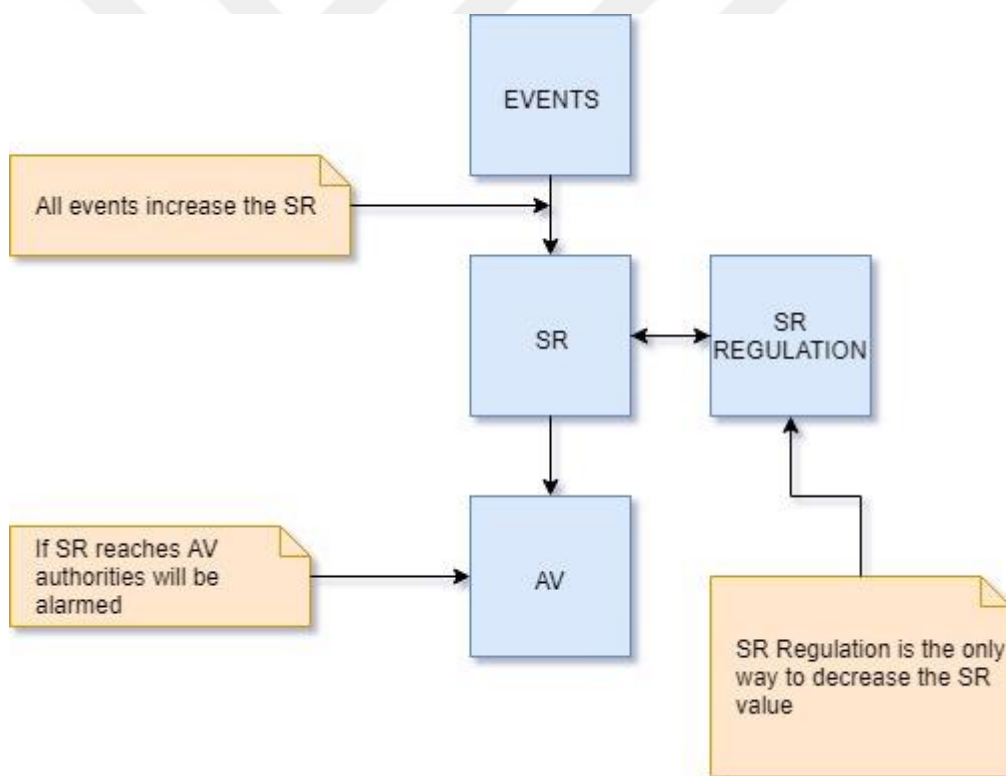 EVENTS
All events increase the SR
SR
SR
REGULATION
If SR reaches AV
authorities will be
alarmed
AV
SR Regulation is the only
way to decrease the SR
value